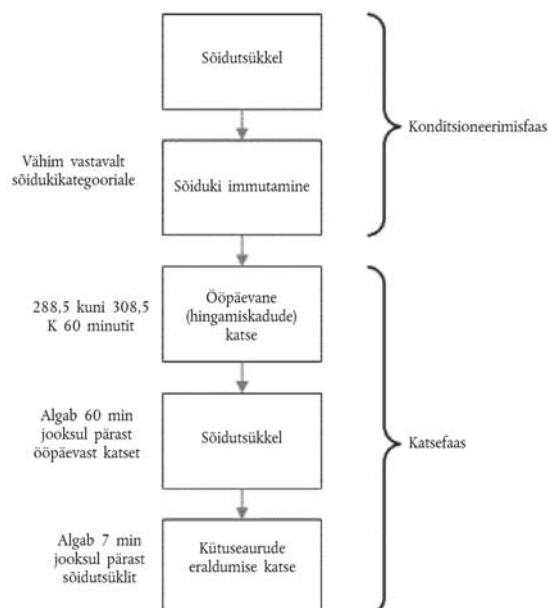 Sõidutsükkel
Konditsioneerimisfaas
Vähim vastavalt
sõidukikategooriale
Sõiduki immutamine
288,5 kuni 308,5
K 60 minutit
Ööpäevane
(hingamiskadude)
katse
Algab 60 min
jooksul pärast
ööpäevast katset
Sõidutsükkel
Katsefaas
Algab 7 min
jooksul pärast
sõidutsüklit
Kütuseaurude
eraldumise katse